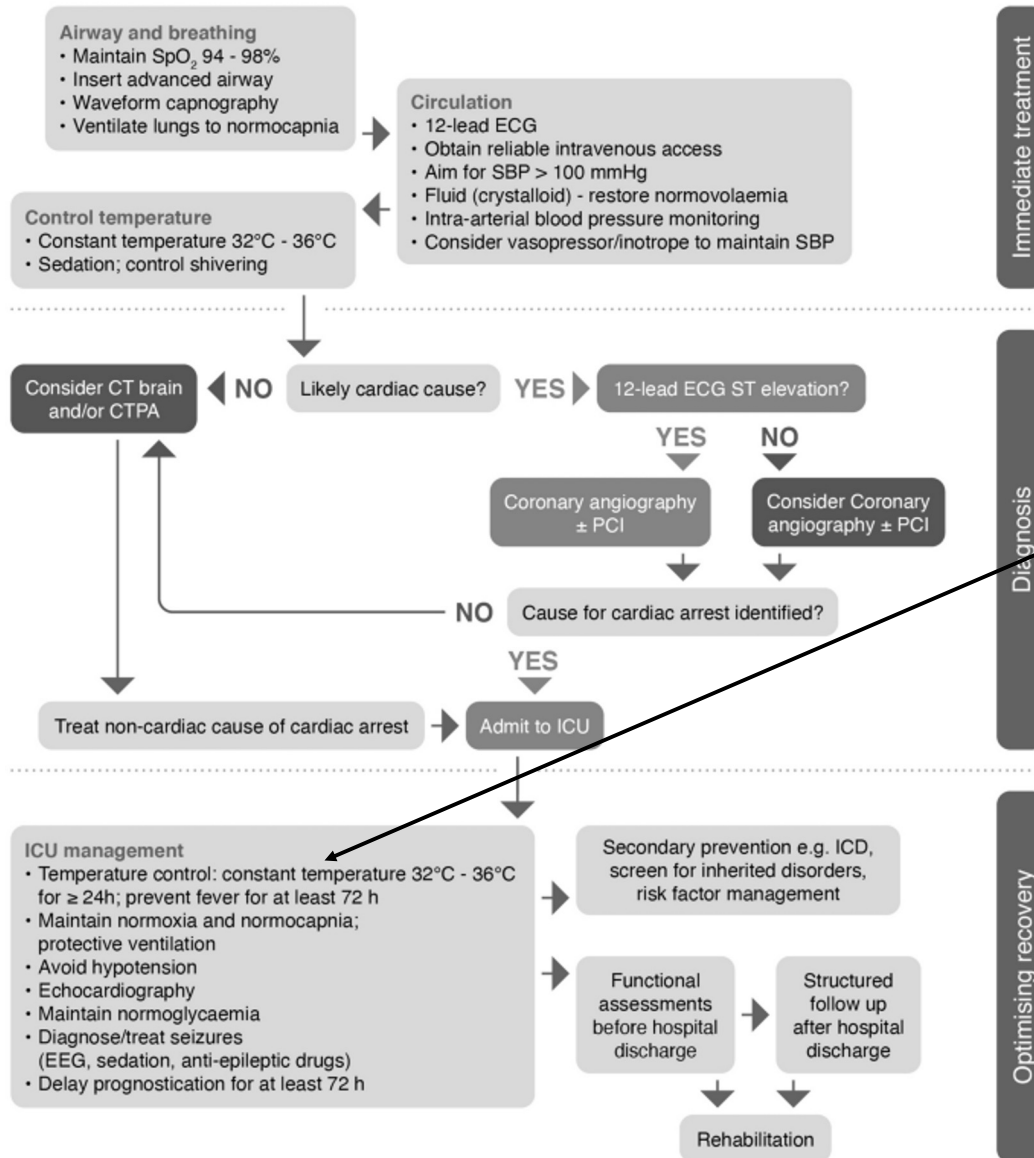 Airway and breathing
• Maintain SpO₂ 94 - 98%
• Insert advanced airway
• Waveform capnography
• Ventilate lungs to normocapnia
Circulation
• 12-lead ECG
• Obtain reliable intravenous access
• Aim for SBP > 100 mmHg
• Fluid (crystalloid) - restore normovolaemia
• Intra-arterial blood pressure monitoring
• Consider vasopressor/inotrope to maintain SBP
Control temperature
• Constant temperature 32°C - 36°C
• Sedation; control shivering
Immediate treatment
Likely cardiac cause?
NO
Consider CT brain
and/or CTPA
YES
12-lead ECG ST elevation?
YES
NO
Coronary angiography
± PCI
Consider Coronary
angiography ± PCI
Cause for cardiac arrest identified?
NO
YES
Treat non-cardiac cause of cardiac arrest
Admit to ICU
Diagnosis
ICU management
• Temperature control: constant temperature 32°C - 36°C
for ≥ 24h; prevent fever for at least 72 h
• Maintain normoxia and normocapnia;
protective ventilation
• Avoid hypotension
• Echocardiography
• Maintain normoglycaemia
• Diagnose/treat seizures
(EEG, sedation, anti-epileptic drugs)
• Delay prognostication for at least 72 h
Secondary prevention e.g. ICD,
screen for inherited disorders,
risk factor management
Functional
assessments
before hospital
discharge
Structured
follow up
after hospital
discharge
Rehabilitation
Optimising recovery